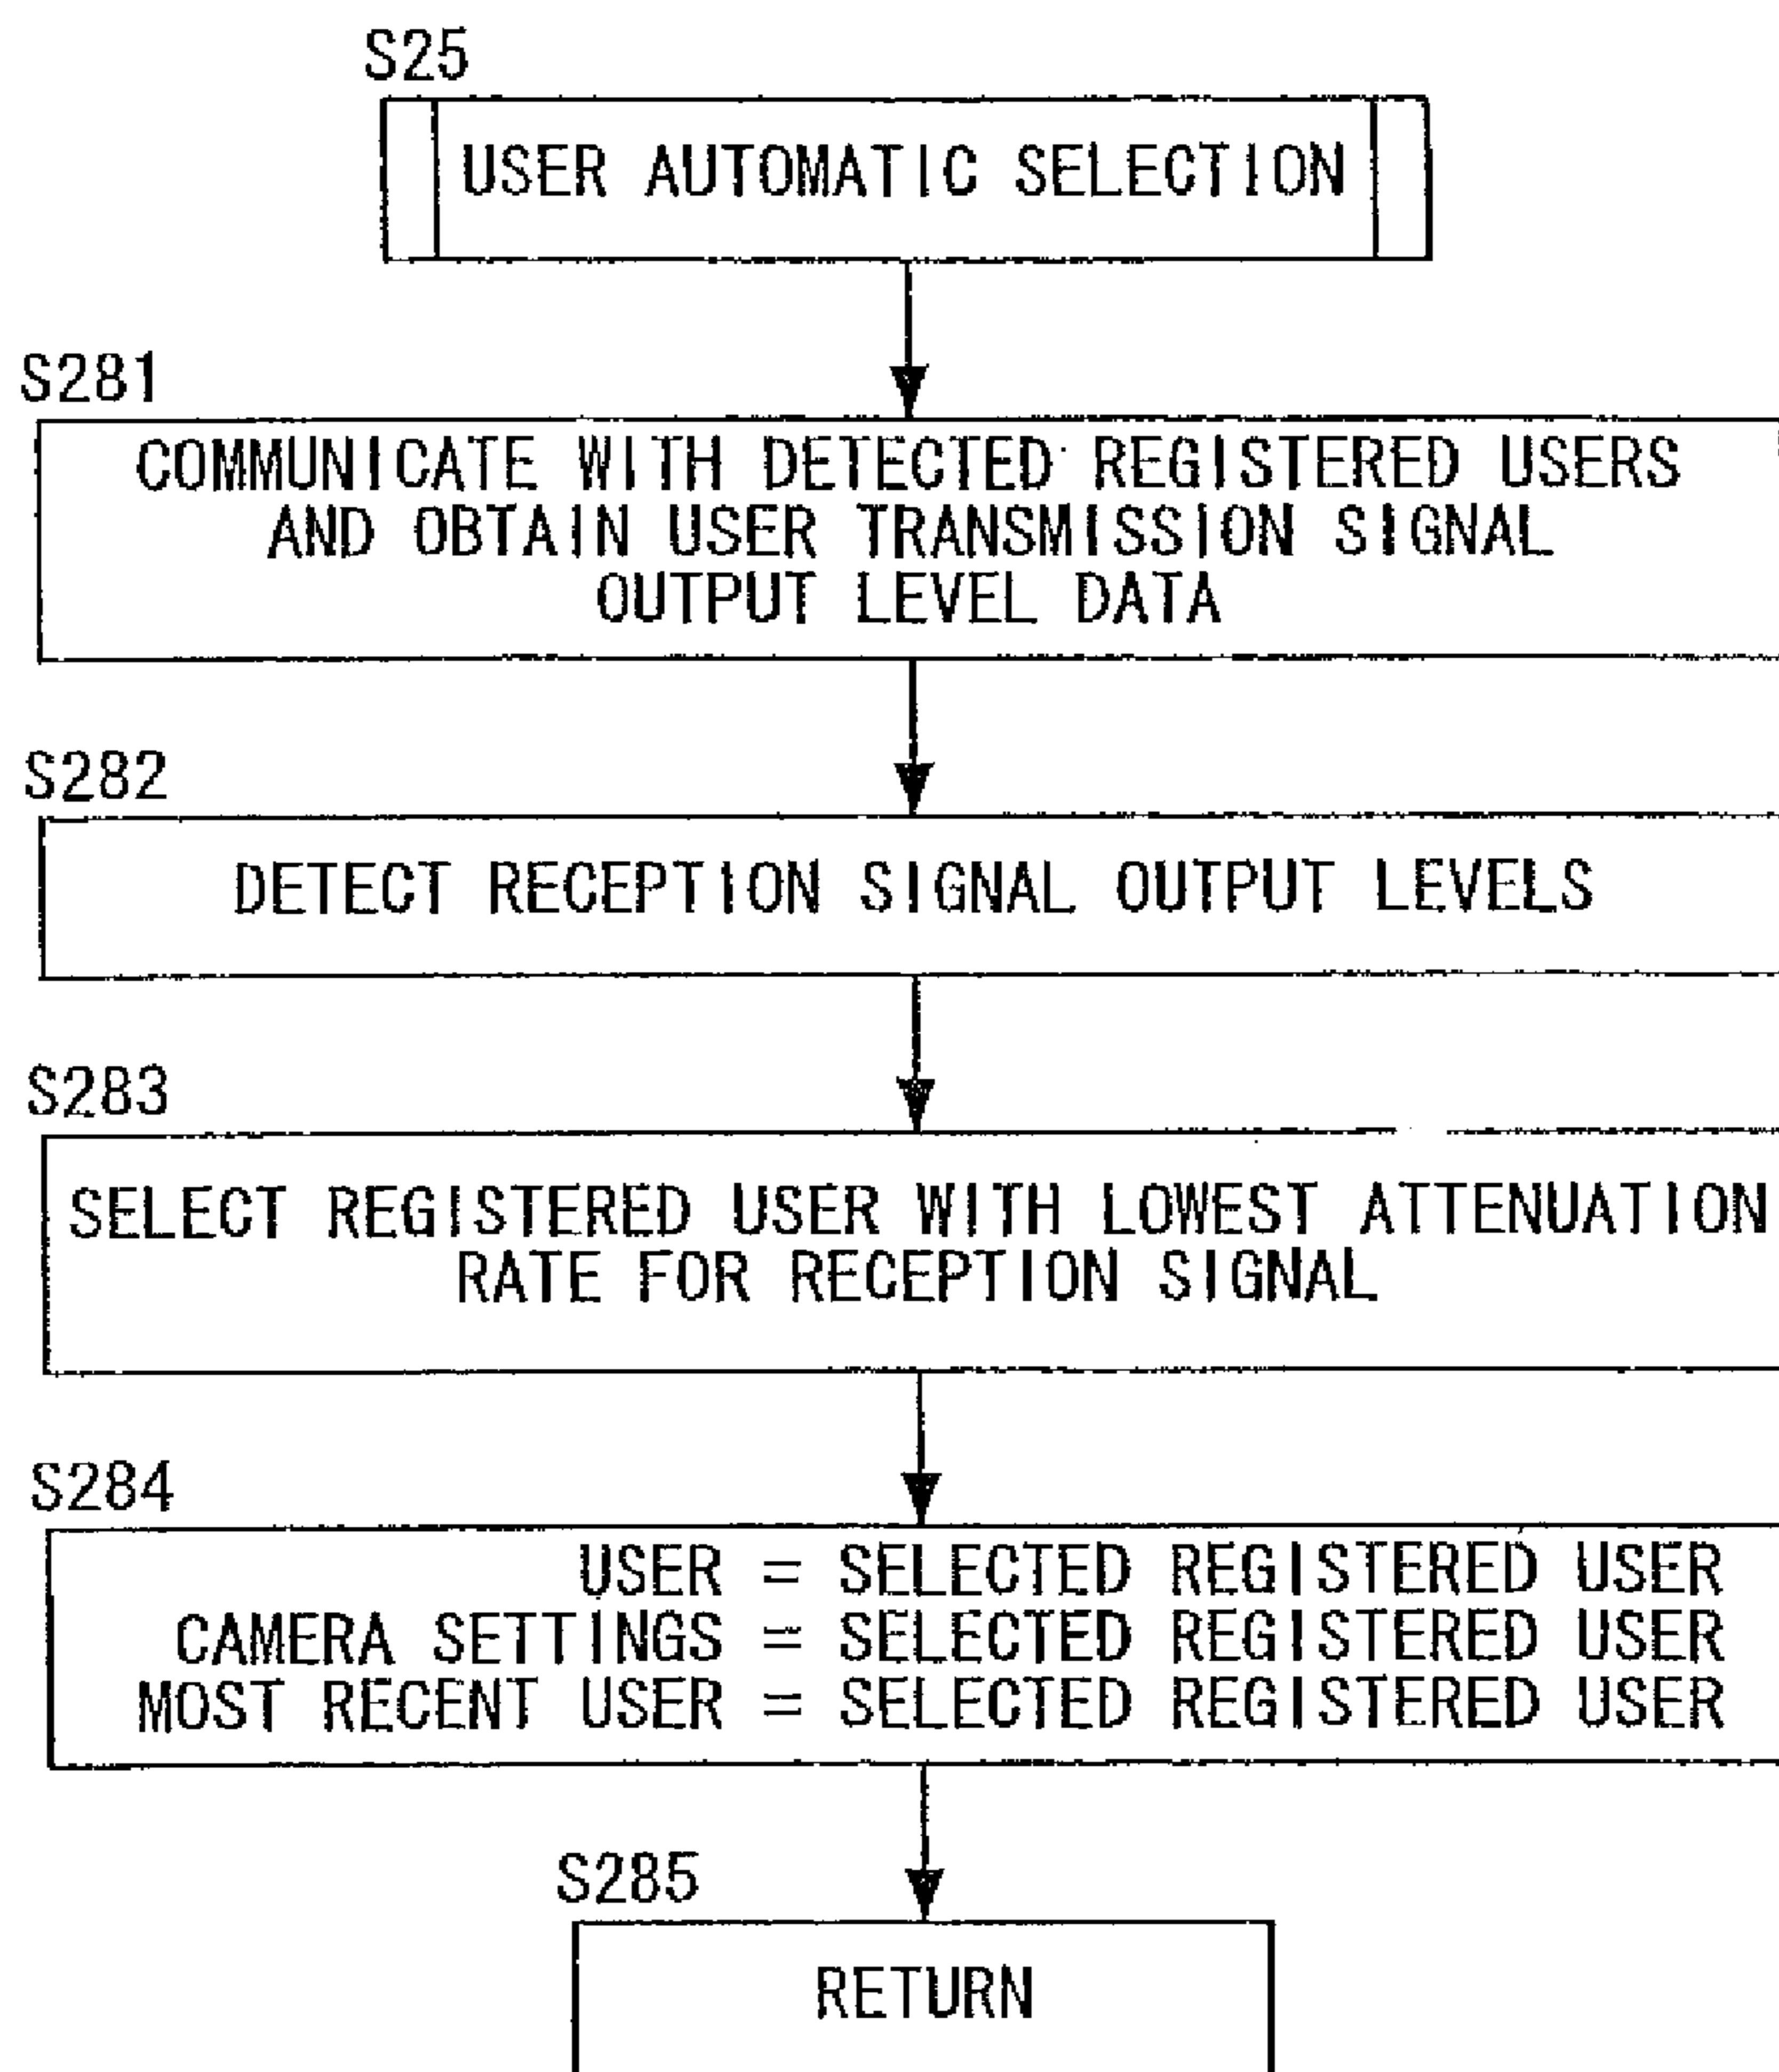 S25
USER AUTOMATIC SELECTION
S281
COMMUNICATE WITH DETECTED REGISTERED USERS
AND OBTAIN USER TRANSMISSION SIGNAL
OUTPUT LEVEL DATA
S282
DETECT RECEPTION SIGNAL OUTPUT LEVELS
S283
SELECT REGISTERED USER WITH LOWEST ATTENUATION
RATE FOR RECEPTION SIGNAL
S284
USER = SELECTED REGISTERED USER
CAMERA SETTINGS = SELECTED REGISTERED USER
MOST RECENT USER = SELECTED REGISTERED USER
S285
RETURN